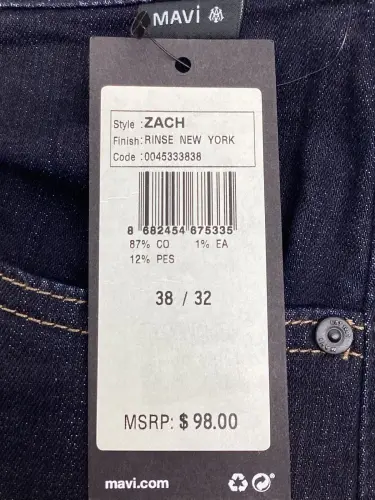 MAVi
Style : ZACH
Finish: RINSE NEW YORK
Code : 0045333838
8 682454 675335
87% CO 1% EA
12% PES
38 / 32
MSRP: $ 98.00
mavi.com